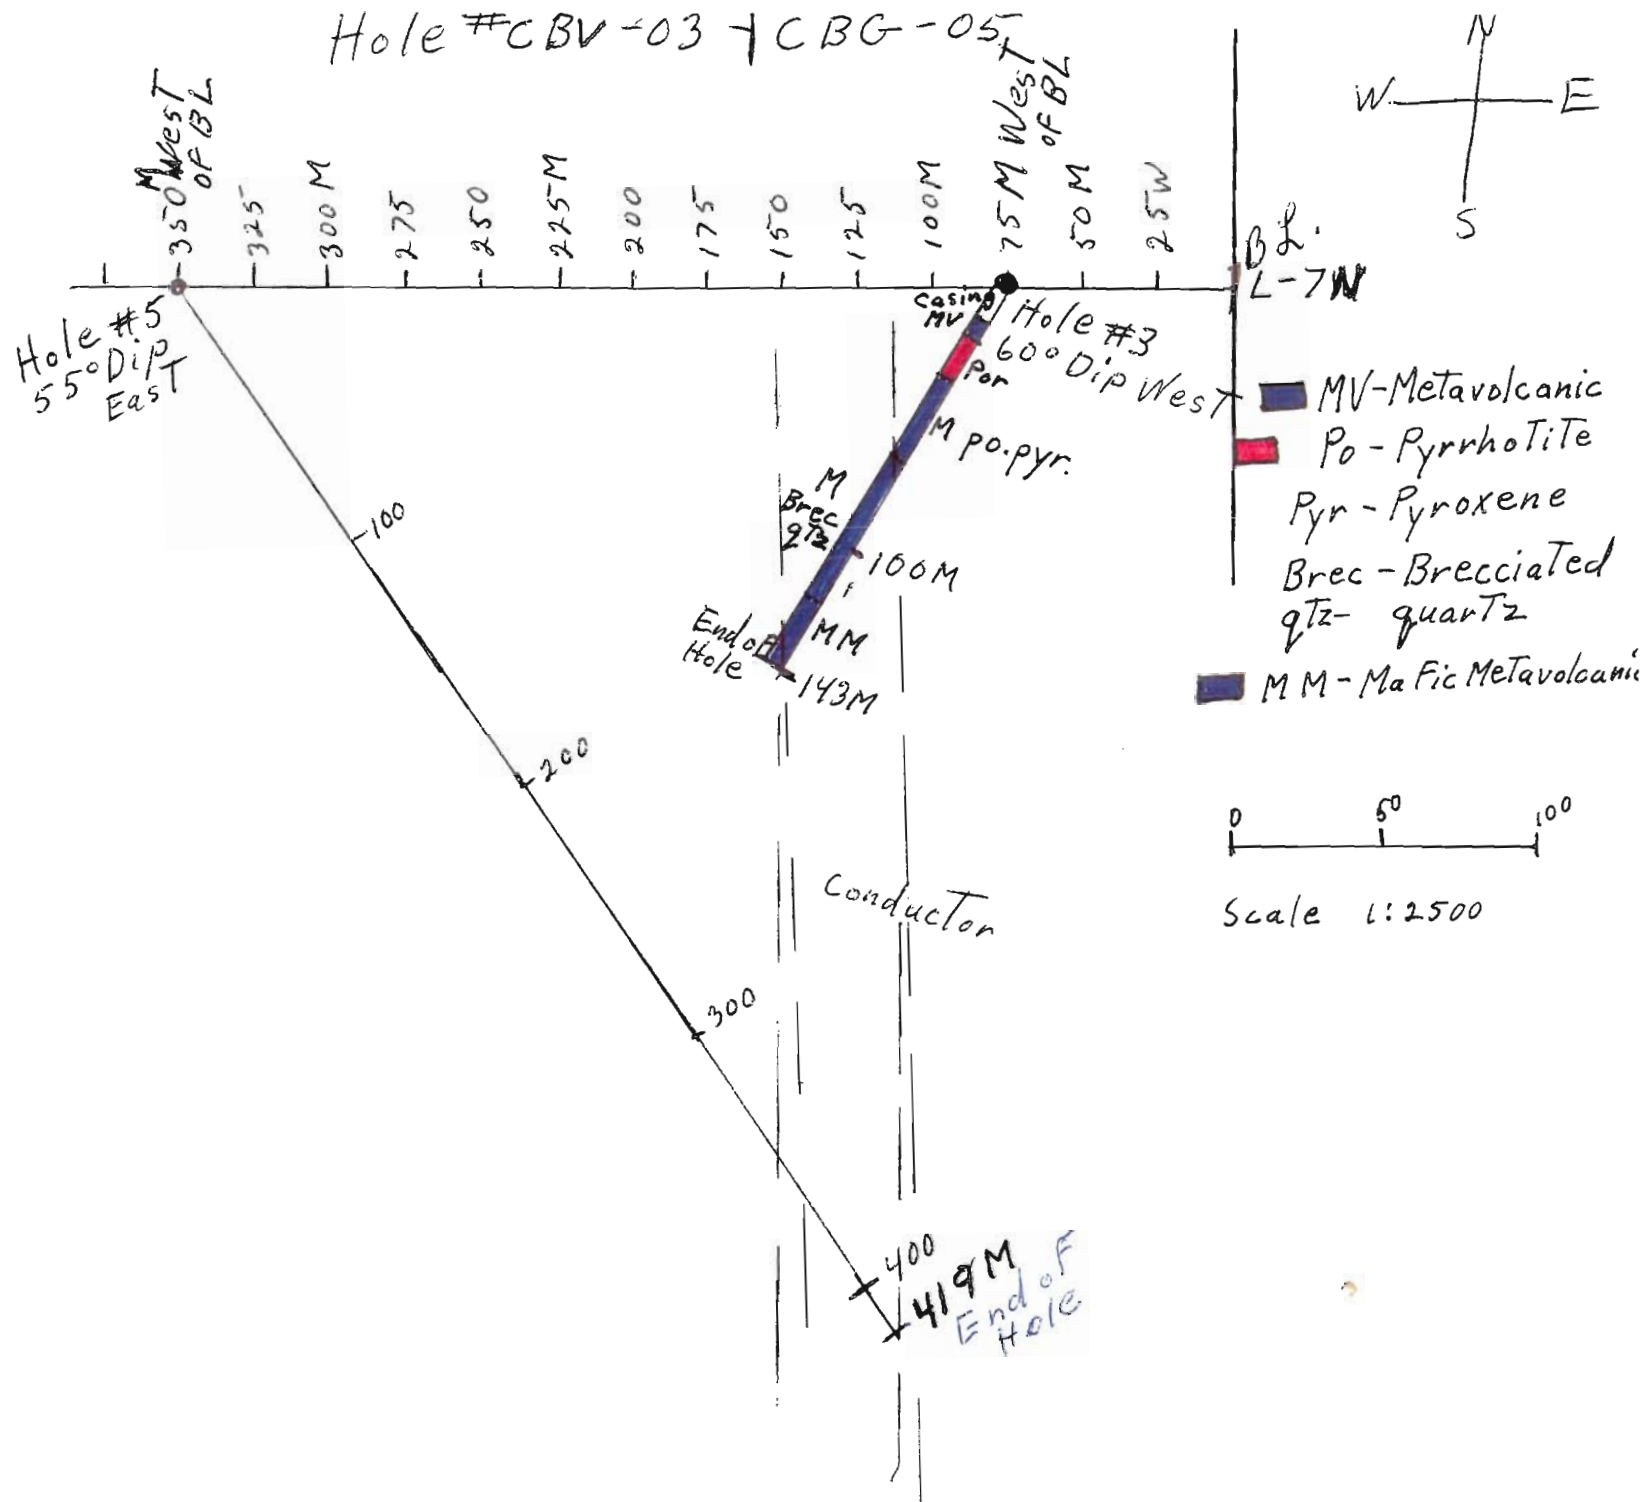 Hole #CBV-03 + CBG-05
N
W E
S
350 M West
OF BL
325
300 M
275
250
225 M
200
175
150
125
100M
75 M West
OF BL
50 M
25W
BL.
L-7W
Hole #5
55° Dip
East
Casing
MV
Hole #3
60° Dip West
Por
M po.pyr.
M
Brec
qTz
100M
MM
End oF
Hole
143M
100
200
300
400
419M
End oF
Hole
Conductor
MV-Metavolcanic
Po-PyrrhoTiTe
Pyr-Pyroxene
Brec-BrecciaTed
qTz- quarTz
MM-MaFic MeTavolcanic
0 50 100
Scale 1:2500